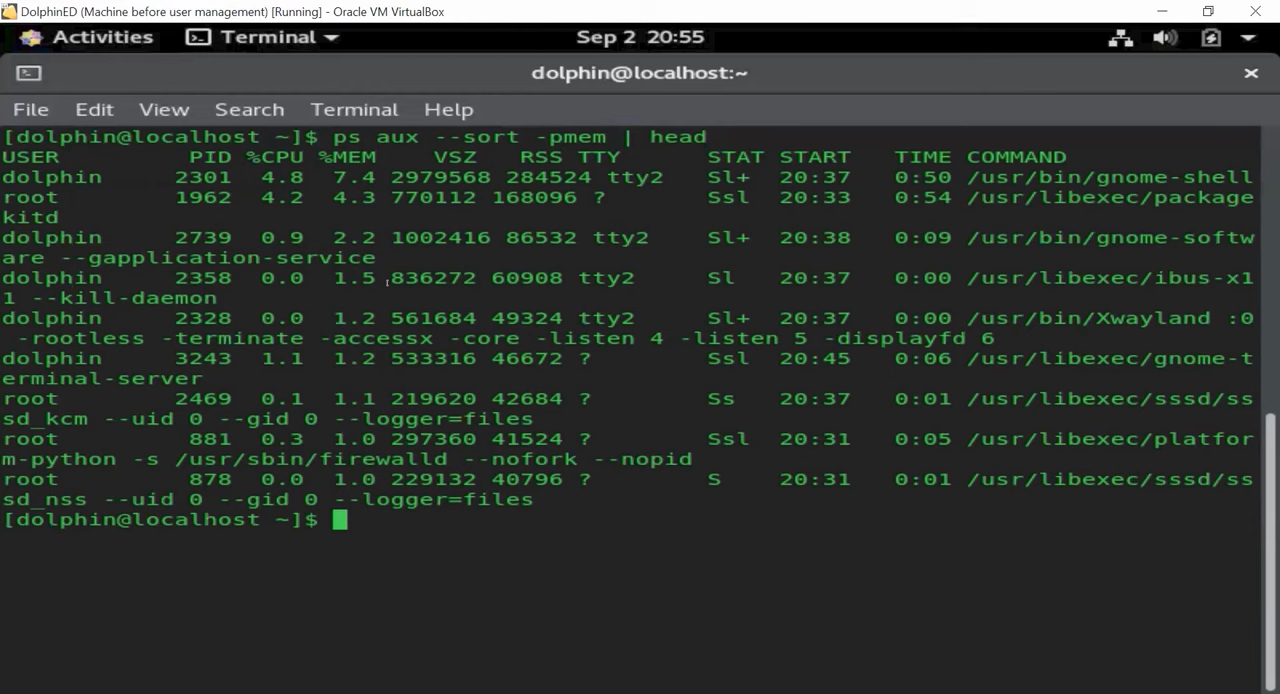 DolphinED (Machine before user management) [Running] - Oracle VM VirtualBox
Activities Terminal Sep 2 20:55
dolphin@localhost:~
File Edit View Search Terminal Help
[dolphin@localhost ~]$ ps aux --sort -pmem | head
USER PID %CPU %MEM VSZ RSS TTY STAT START TIME COMMAND
dolphin 2301 4.8 7.4 2979568 284524 tty2 Sl+ 20:37 0:50 /usr/bin/gnome-shell
root 1962 4.2 4.3 770112 168096 ? Ssl 20:33 0:54 /usr/libexec/package
kitd
dolphin 2739 0.9 2.2 1002416 86532 tty2 Sl+ 20:38 0:09 /usr/bin/gnome-softw
are --gapplication-service
dolphin 2358 0.0 1.5 836272 60908 tty2 Sl 20:37 0:00 /usr/libexec/ibus-x1
1 --kill-daemon
dolphin 2328 0.0 1.2 561684 49324 tty2 Sl+ 20:37 0:00 /usr/bin/Xwayland :0
-rootless -terminate -accessx -core -listen 4 -listen 5 -displayfd 6
dolphin 3243 1.1 1.2 533316 46672 ? Ssl 20:45 0:06 /usr/libexec/gnome-t
erminal-server
root 2469 0.1 1.1 219620 42684 ? Ss 20:37 0:01 /usr/libexec/sssd/ss
sd_kcm --uid 0 --gid 0 --logger=files
root 881 0.3 1.0 297360 41524 ? Ssl 20:31 0:05 /usr/libexec/platfor
m-python -s /usr/sbin/firewalld --nofork --nopid
root 878 0.0 1.0 229132 40796 ? S 20:31 0:01 /usr/libexec/sssd/ss
sd_nss --uid 0 --gid 0 --logger=files
[dolphin@localhost ~]$